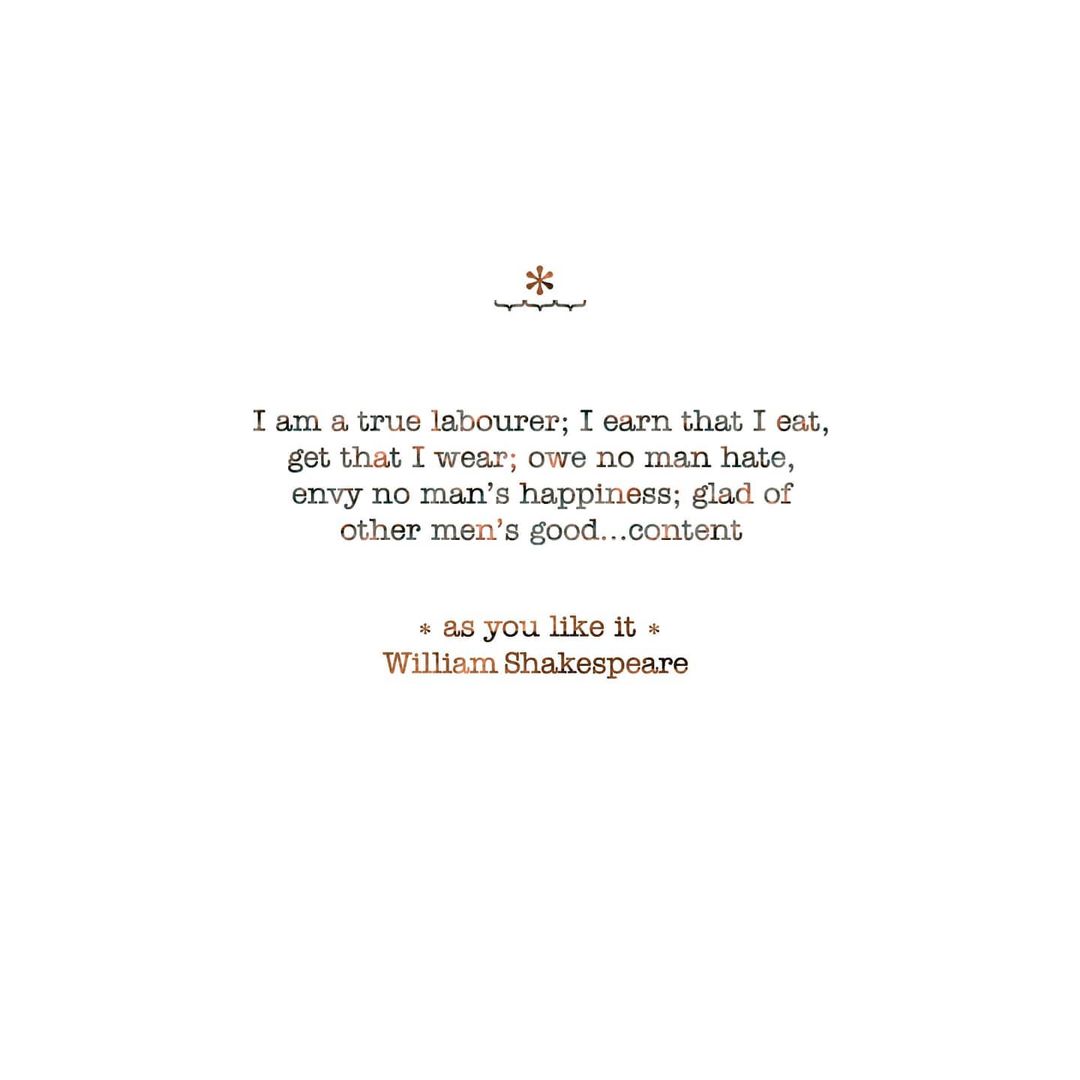 *
I am a true labourer; I earn that I eat,
get that I wear; owe no man hate,
envy no man’s happiness; glad of
other men’s good...content
* as you like it *
William Shakespeare